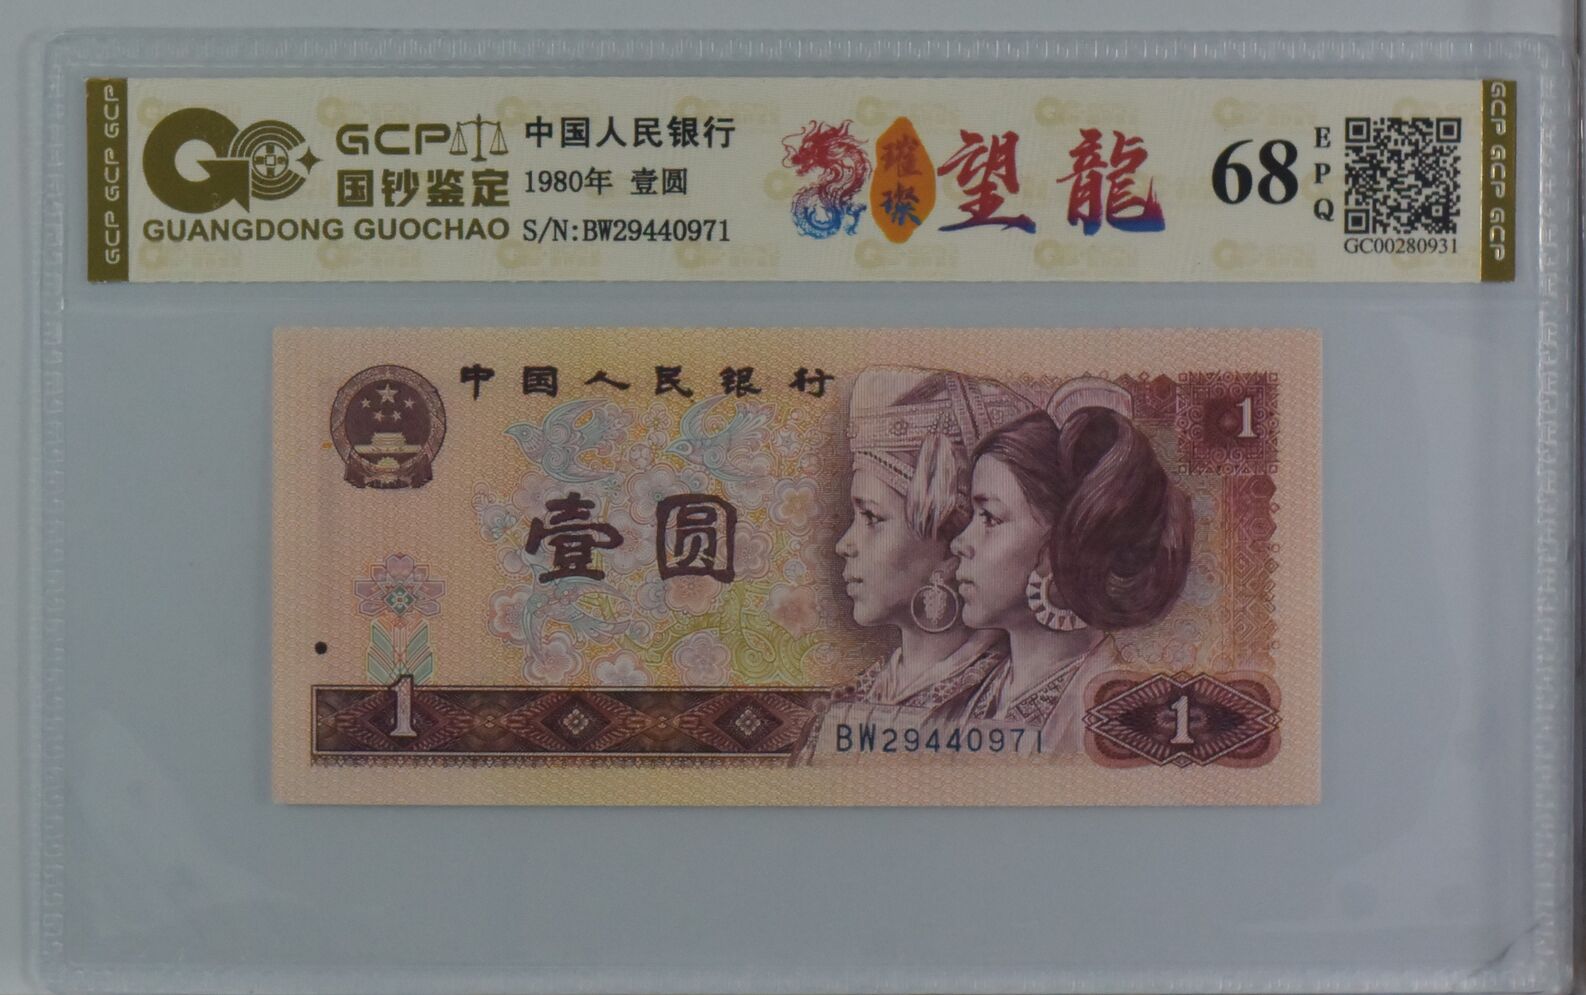 GCP GCP GCP
GCP
国钞鉴定
GUANGDONG GUOCHAO
中国人民银行
1980年 壹圆
S/N:BW29440971
璀璨
望龍
68
EPQ
GC00280931
GCP GCP GCP
中国人民银行
1
壹圆
1
BW29440971
1